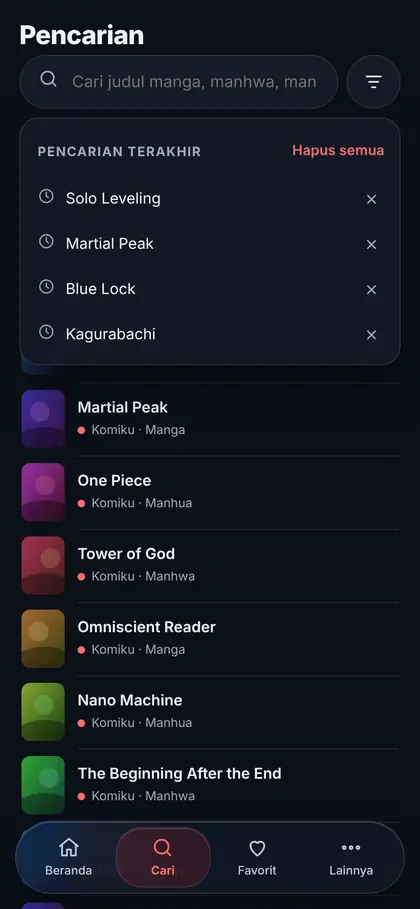 Pencarian
Cari judul manga, manhwa, man
PENCARIAN TERAKHIR
Hapus semua
Solo Leveling
Martial Peak
Blue Lock
Kagurabachi
Martial Peak
Komiku · Manga
One Piece
Komiku · Manhua
Tower of God
Komiku · Manhwa
Omniscient Reader
Komiku · Manga
Nano Machine
Komiku · Manhua
The Beginning After the End
Komiku · Manhwa
Beranda
Cari
Favorit
Lainnya